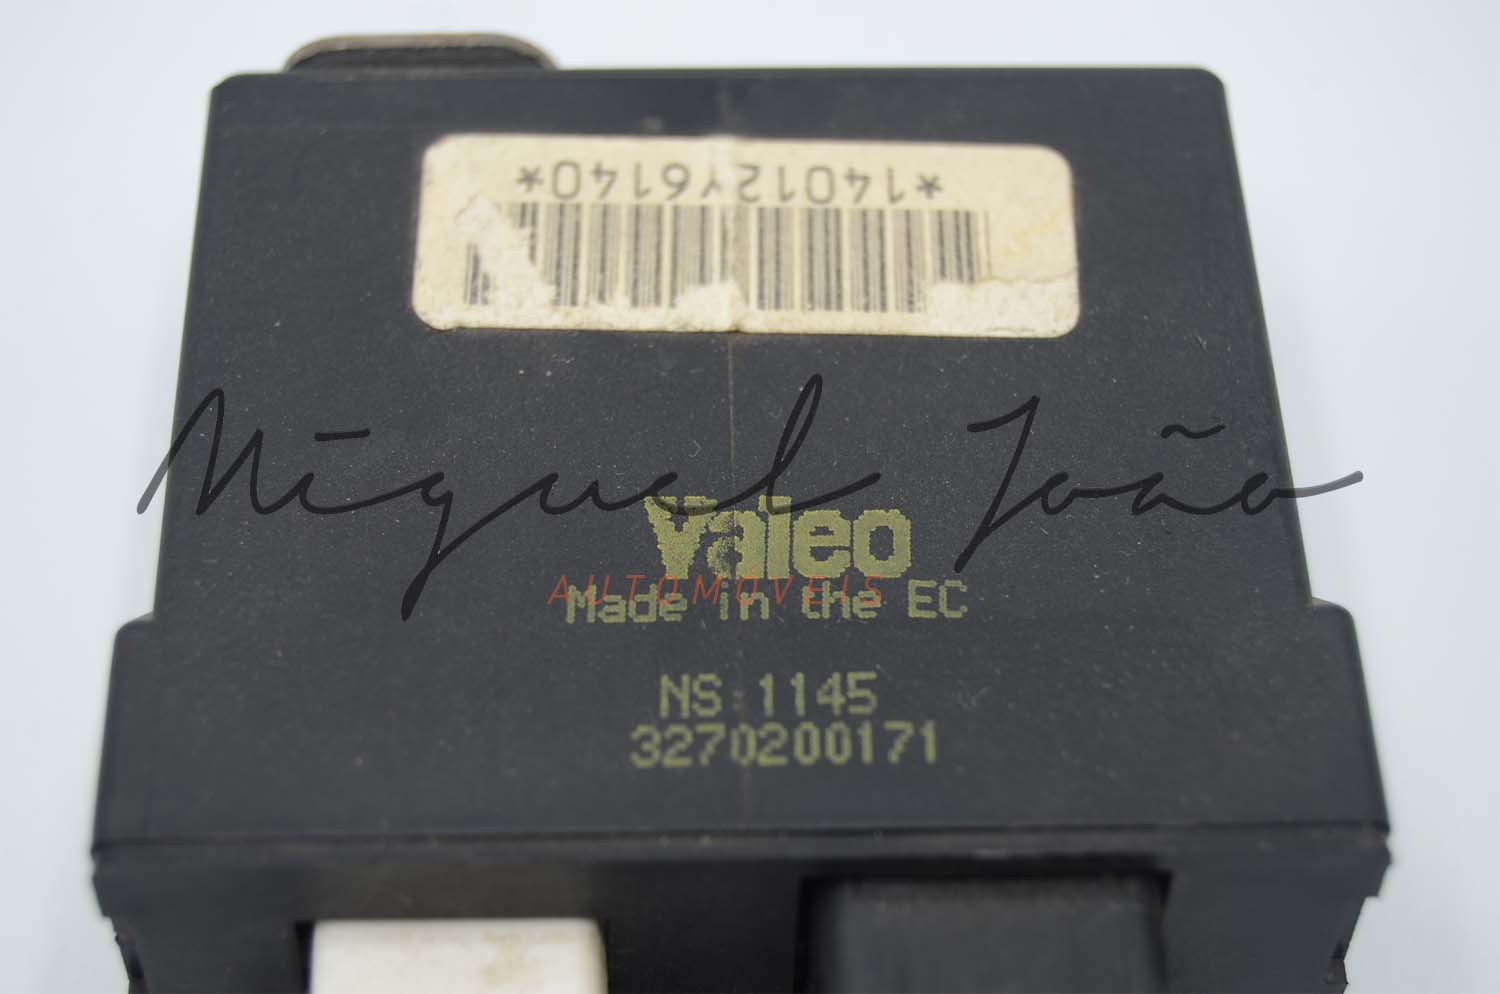 *14012Y6140*
Miguel João
Valeo
AUTOMÓVEIS
Made in the EC
NS:1145
3270200171